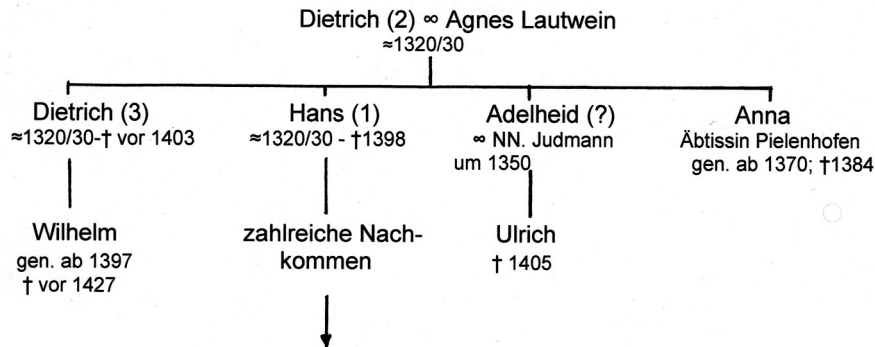 Dietrich (2) ∞ Agnes Lautwein
≈1320/30
Dietrich (3)
≈1320/30-† vor 1403
Hans (1)
≈1320/30 - †1398
Adelheid (?)
∞ NN. Judmann
um 1350
Anna
Äbtissin Pielenhofen
gen. ab 1370; †1384
Wilhelm
gen. ab 1397
† vor 1427
zahlreiche Nach-
kommen
Ulrich
† 1405